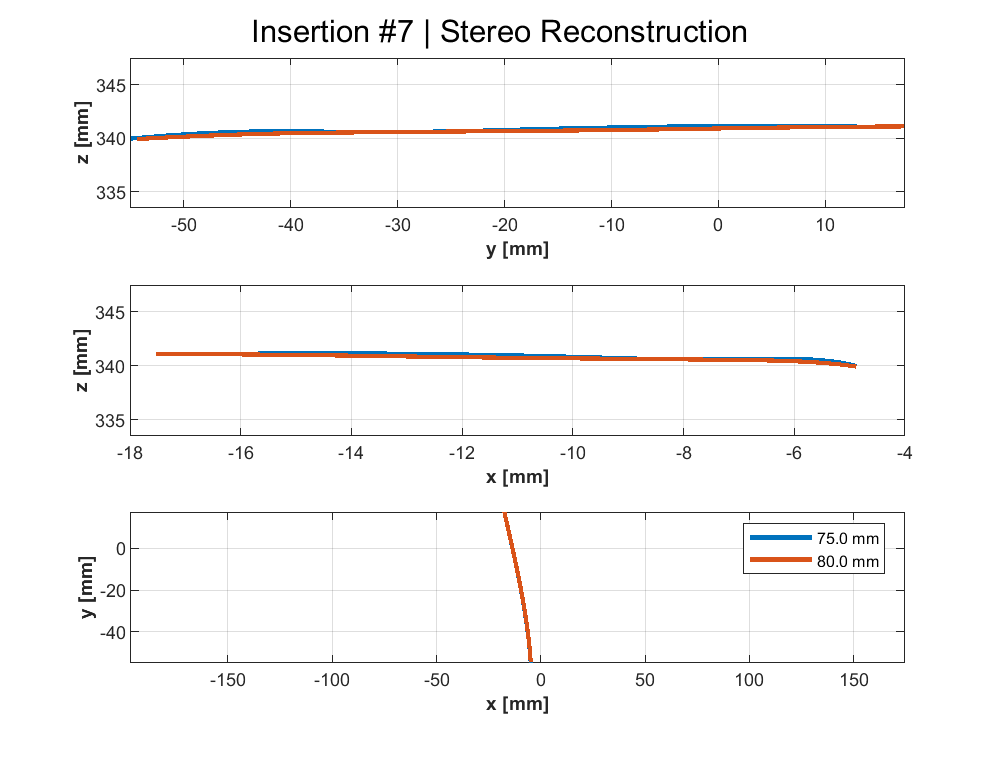 Insertion #7 | Stereo Reconstruction
345
340
335
z [mm]
-50 -40 -30 -20 -10 0 10
y [mm]
345
340
335
z [mm]
-18 -16 -14 -12 -10 -8 -6 -4
x [mm]
0
-20
-40
y [mm]
75.0 mm
80.0 mm
-150 -100 -50 0 50 100 150
x [mm]